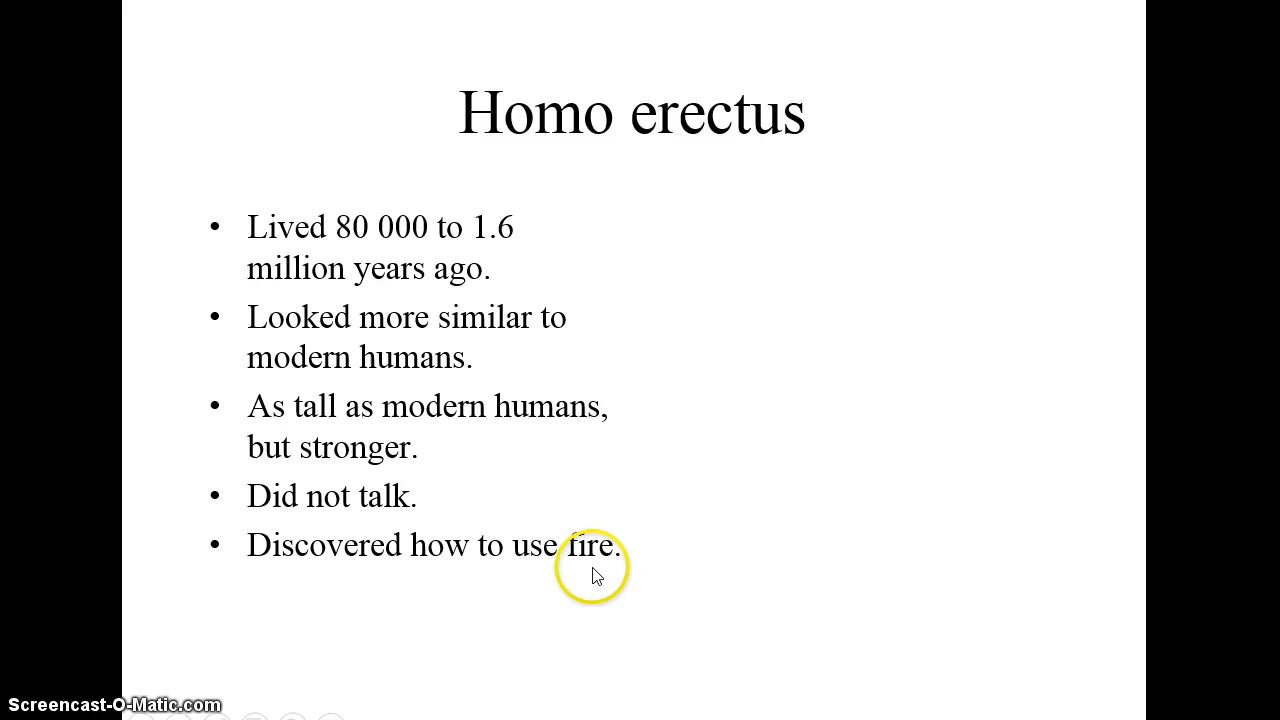 Homo erectus
• Lived 80 000 to 1.6
million years ago.
• Looked more similar to
modern humans.
• As tall as modern humans,
but stronger.
• Did not talk.
• Discovered how to use fire.
Screencast-O-Matic.com